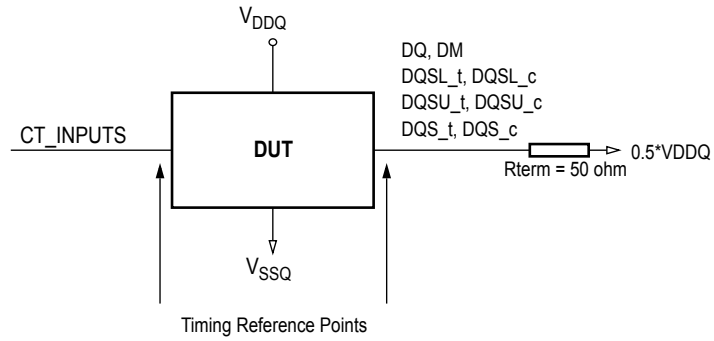 VDDQ
DQ, DM
DQSL_t, DQSL_c
DQSU_t, DQSU_c
DQS_t, DQS_c
CT_INPUTS
DUT
0.5*VDDQ
Rterm = 50 ohm
VSSQ
Timing Reference Points